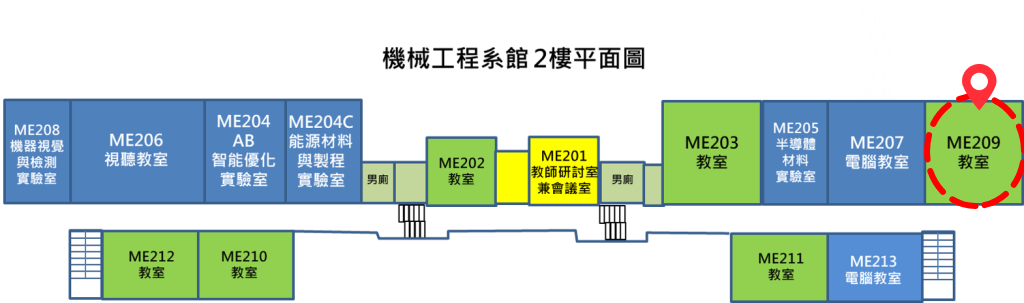 機械工程系館 2樓平面圖
ME208
機器視覺
與檢測
實驗室
ME206
視聽教室
ME204
AB
智能優化
實驗室
ME204C
能源材料
與製程
實驗室
男廁
ME202
教室
ME201
教師研討室
兼會議室
男廁
ME203
教室
ME205
半導體
材料
實驗室
ME207
電腦教室
ME209
教室
ME212
教室
ME210
教室
ME211
教室
ME213
電腦教室